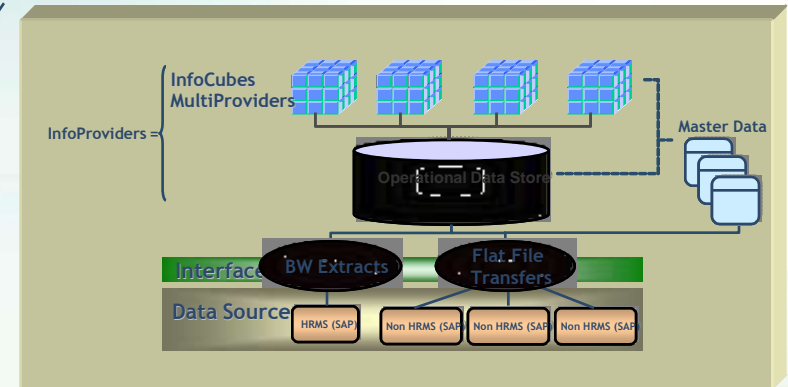 InfoCubes
MultiProviders
InfoProviders =
Master Data
Operational Data Store
Interface
BW Extracts
Flat File
Transfers
Data Source
HRMS (SAP)
Non HRMS (SAP)
Non HRMS (SAP)
Non HRMS (SAP)